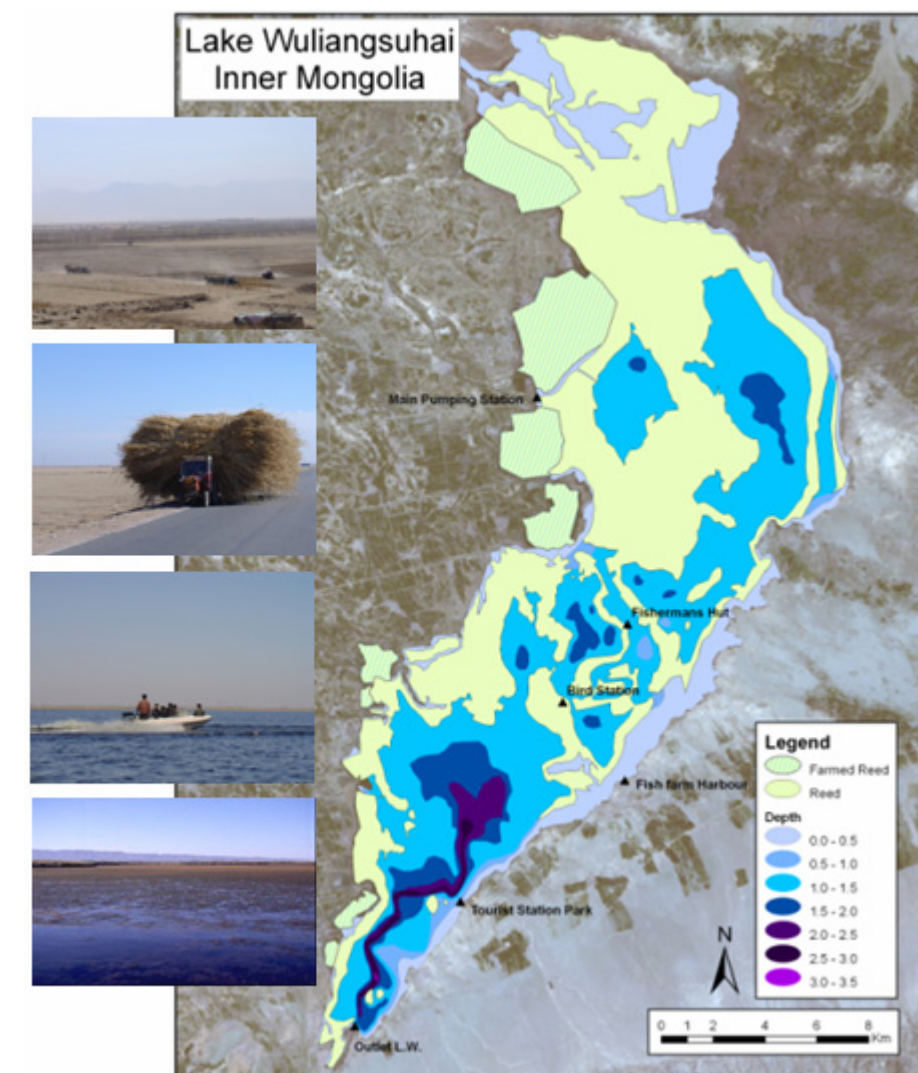 Lake Wuliangsuhai
Inner Mongolia
Main Pumping Station
Fishermans Hut
Bird Station
Fish farm Harbour
Tourist Station Park
Outlet L.W.
Legend
Farmed Reed
Reed
Depth
0.0 - 0.5
0.5 - 1.0
1.0 - 1.5
1.5 - 2.0
2.0 - 2.5
2.5 - 3.0
3.0 - 3.5
N
0 1 2 4 6 8
Km